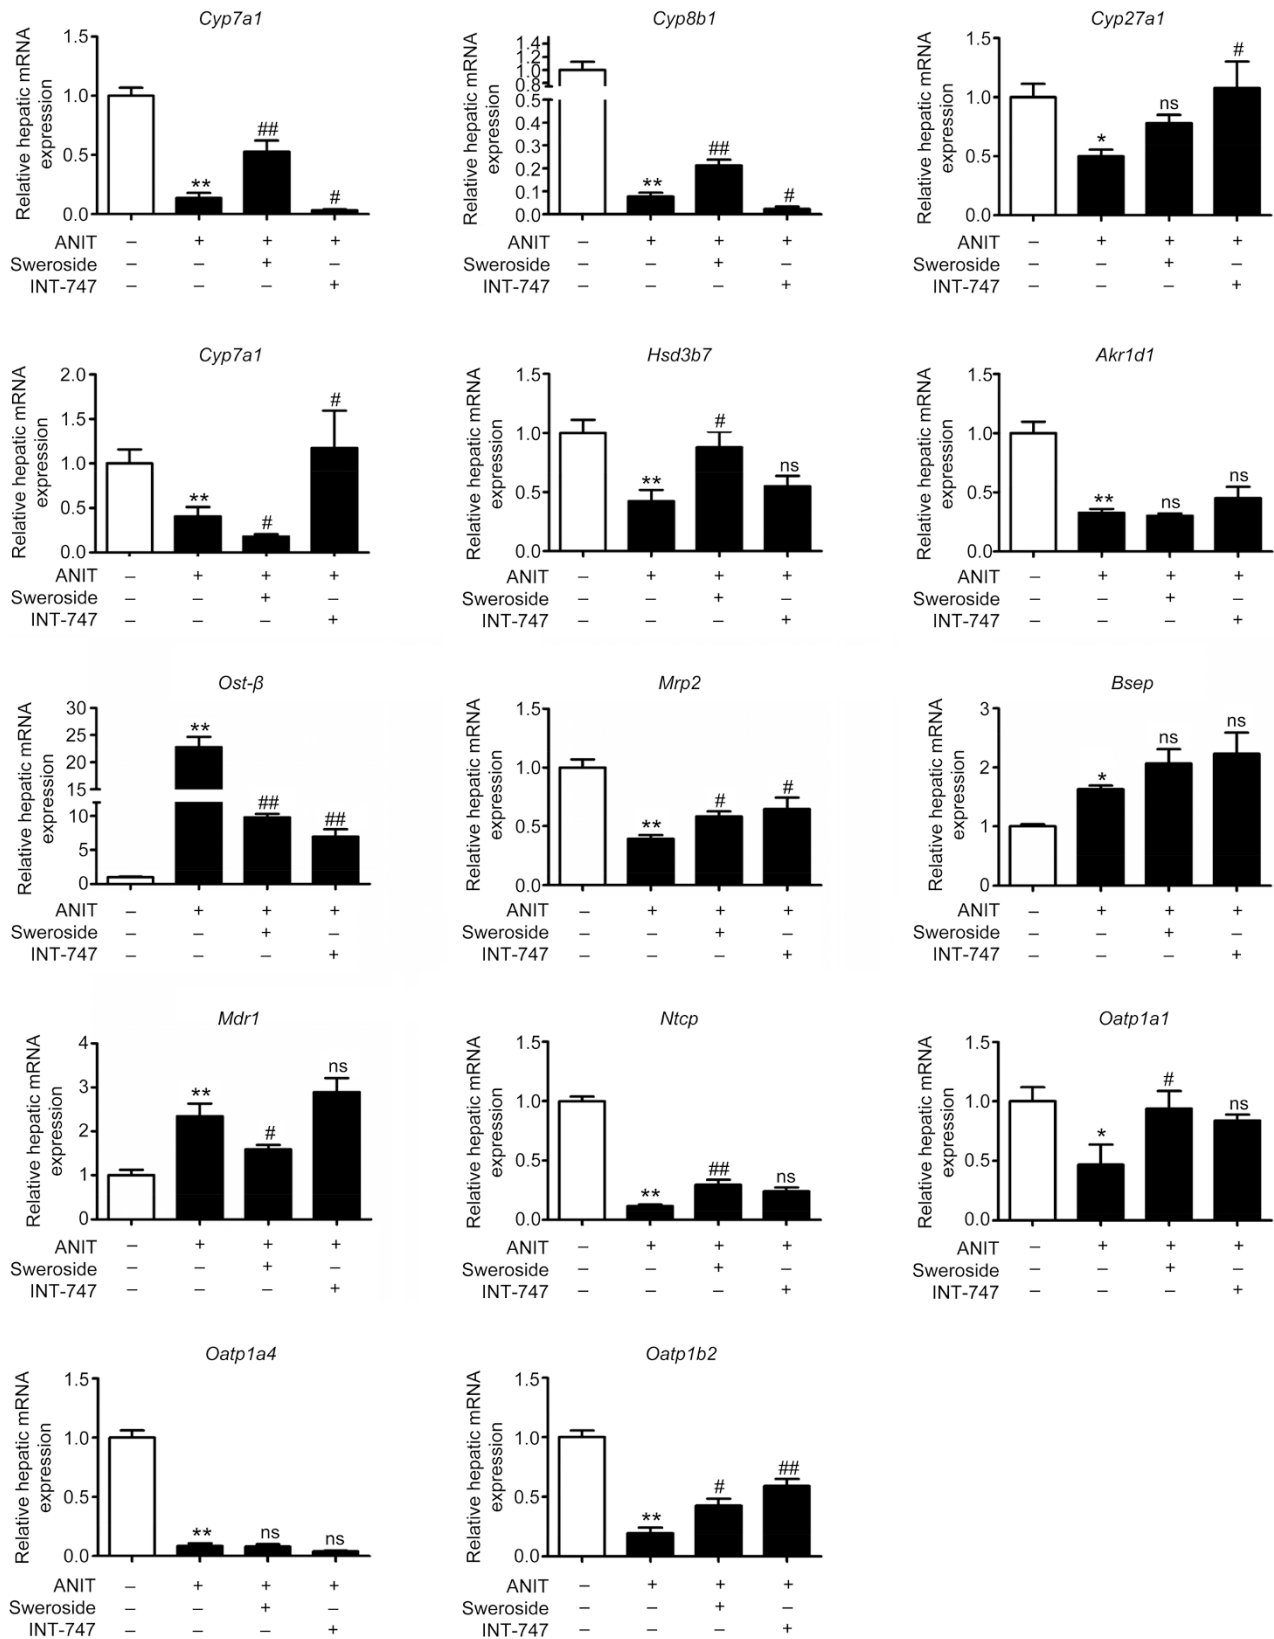 Cyp7a1
Relative hepatic mRNA
expression
1.5
1.0
0.5
0.0
**
##
#
ANIT – + + +
Sweroside – – + –
INT-747 – – – +
Cyp8b1
Relative hepatic mRNA
expression
1.4
1.2
1.0
0.8
0.5
0.4
0.3
0.2
0.1
0.0
**
##
#
ANIT – + + +
Sweroside – – + –
INT-747 – – – +
Cyp27a1
Relative hepatic mRNA
expression
1.5
1.0
0.5
0.0
*
ns
#
ANIT – + + +
Sweroside – – + –
INT-747 – – – +
Cyp7a1
Relative hepatic mRNA
expression
2.0
1.5
1.0
0.5
0.0
**
#
#
ANIT – + + +
Sweroside – – + –
INT-747 – – – +
Hsd3b7
Relative hepatic mRNA
expression
1.5
1.0
0.5
0.0
**
#
ns
ANIT – + + +
Sweroside – – + –
INT-747 – – – +
Akr1d1
Relative hepatic mRNA
expression
1.5
1.0
0.5
0.0
**
ns
ns
ANIT – + + +
Sweroside – – + –
INT-747 – – – +
Ost-β
Relative hepatic mRNA
expression
30
25
20
15
10
5
0
**
##
##
ANIT – + + +
Sweroside – – + –
INT-747 – – – +
Mrp2
Relative hepatic mRNA
expression
1.5
1.0
0.5
0.0
**
#
#
ANIT – + + +
Sweroside – – + –
INT-747 – – – +
Bsep
Relative hepatic mRNA
expression
3
2
1
0
*
ns
ns
ANIT – + + +
Sweroside – – + –
INT-747 – – – +
Mdr1
Relative hepatic mRNA
expression
4
3
2
1
0
**
#
ns
ANIT – + + +
Sweroside – – + –
INT-747 – – – +
Ntcp
Relative hepatic mRNA
expression
1.5
1.0
0.5
0.0
**
##
ns
ANIT – + + +
Sweroside – – + –
INT-747 – – – +
Oatp1a1
Relative hepatic mRNA
expression
1.5
1.0
0.5
0.0
*
#
ns
ANIT – + + +
Sweroside – – + –
INT-747 – – – +
Oatp1a4
Relative hepatic mRNA
expression
1.5
1.0
0.5
0.0
**
ns
ns
ANIT – + + +
Sweroside – – + –
INT-747 – – – +
Oatp1b2
Relative hepatic mRNA
expression
1.5
1.0
0.5
0.0
**
#
##
ANIT – + + +
Sweroside – – + –
INT-747 – – – +